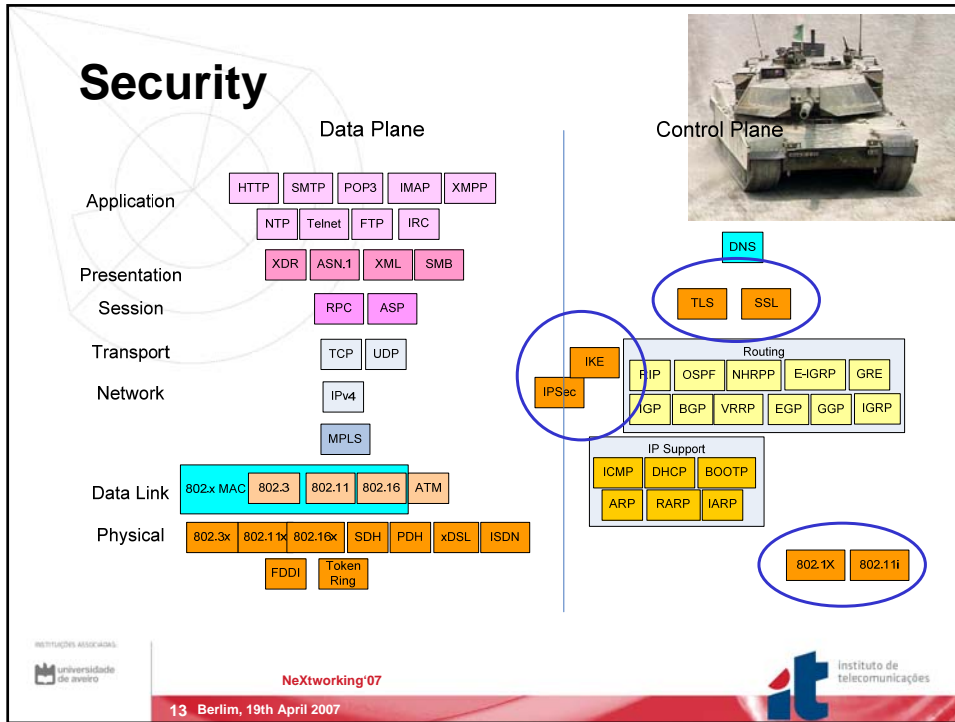 Security
Data Plane
Control Plane
Application
HTTP SMTP POP3 IMAP XMPP
NTP Telnet FTP IRC
DNS
Presentation
XDR ASN.1 XML SMB
TLS SSL
Session
RPC ASP
Transport
TCP UDP
IKE
Routing
RIP OSPF NHRPP E-IGRP GRE
Network
IPv4
IPSec
IGP BGP VRRP EGP GGP IGRP
MPLS
IP Support
ICMP DHCP BOOTP
ARP RARP IARP
Data Link
802.x MAC 802.3 802.11 802.16 ATM
Physical
802.3x 802.11x 802.16x SDH PDH xDSL ISDN
FDDI
Token
Ring
802.1X 802.11i
INSTITUIÇÕES ASSOCIADAS:
universidade
de aveiro
NeXtworking'07
it
instituto de
telecomunicações
13 Berlim, 19th April 2007